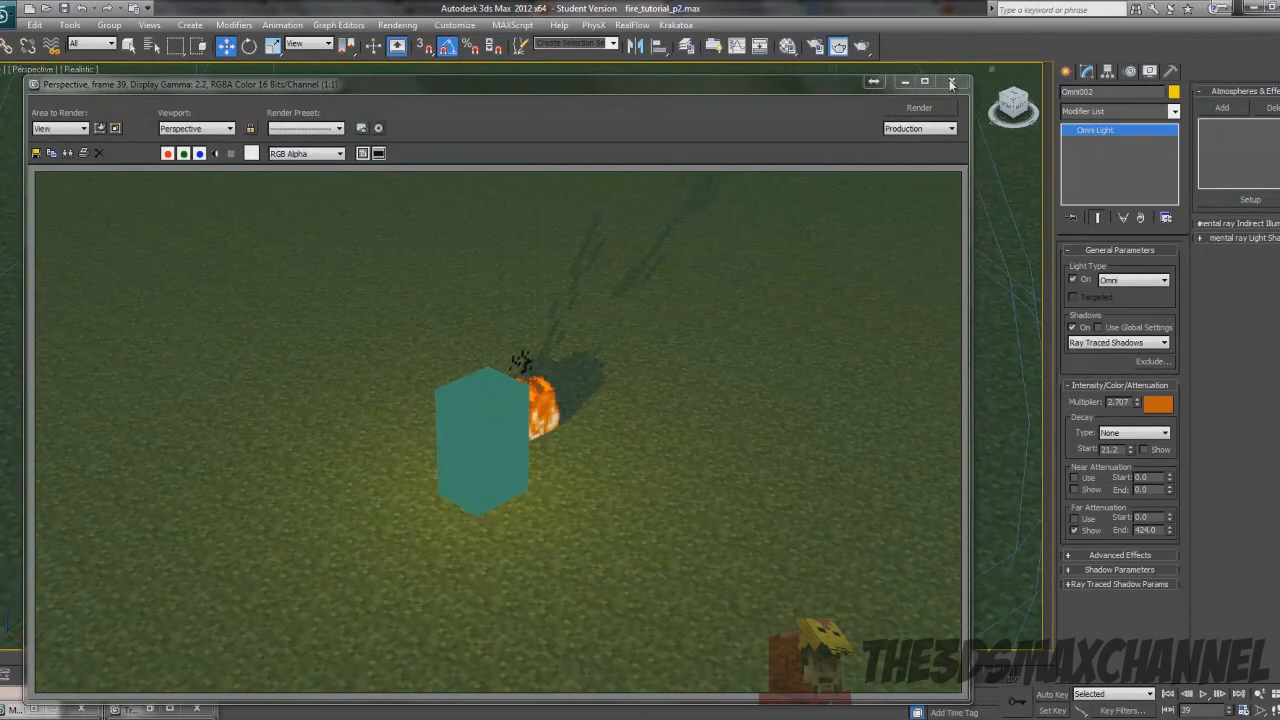 Autodesk 3ds Max 2012 x64 - Student Version fire_tutorial_p2.max
Type a keyword or phrase
Edit Tools Group Views Create Modifiers Animation Graph Editors Rendering Customize MAXScript Help PhysX RealFlow Krakatoa
All View Create Selection Se
[ Perspective ] [ Realistic ]
Perspective, frame 39, Display Gamma: 2.2, RGBA Color 16 Bits/Channel (1:1)
Area to Render: Viewport: Render Preset: Render
View Perspective Production
RGB Alpha
Omni002
Modifier List
Omni Light
Atmospheres & Effe
Add Dele
Setup
mental ray Indirect Illum
mental ray Light Sha
General Parameters
Light Type
On Omni
Targeted
Shadows
On Use Global Settings
Ray Traced Shadows
Exclude...
Intensity/Color/Attenuation
Multiplier: 2.707
Decay
Type: None
Start: 21.2 Show
Near Attenuation
Use Start: 0.0
Show End: 0.0
Far Attenuation
Use Start: 0.0
Show End: 424.0
Advanced Effects
Shadow Parameters
Ray Traced Shadow Params
THE3DSMAXCHANNEL
100
Auto Key Selected
Set Key Key Filters... 39
Add Time Tag